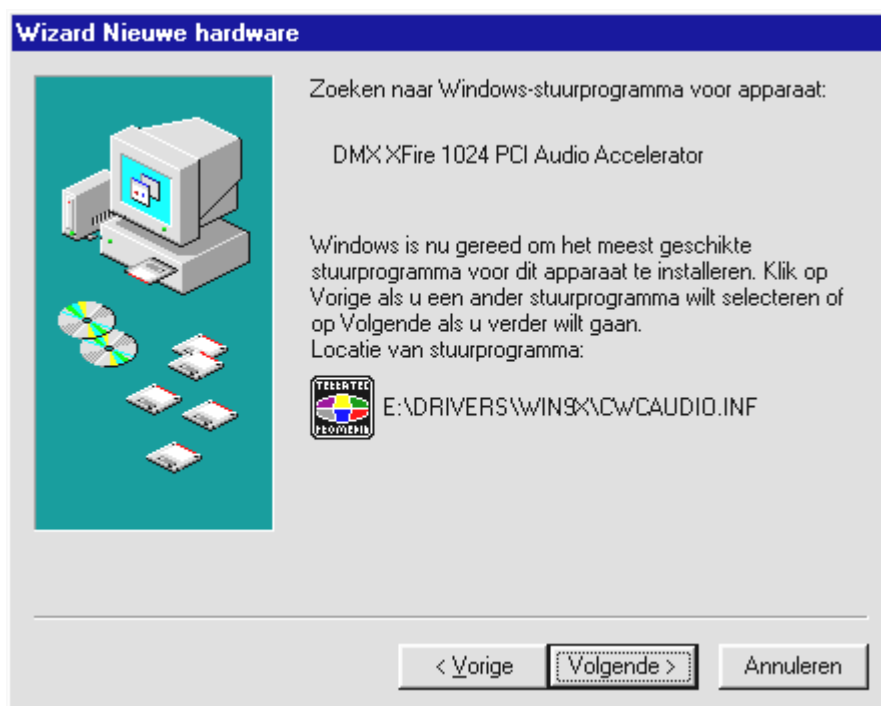 Wizard Nieuwe hardware
Zoeken naar Windows-stuurprogramma voor apparaat:
DMX XFire 1024 PCI Audio Accelerator
Windows is nu gereed om het meest geschikte
stuurprogramma voor dit apparaat te installeren. Klik op
Vorige als u een ander stuurprogramma wilt selecteren of
op Volgende als u verder wilt gaan.
Locatie van stuurprogramma:
TERRATEC
PROMEDIA
E:\DRIVERS\WIN9X\CWCAUDIO.INF
< Vorige
Volgende >
Annuleren